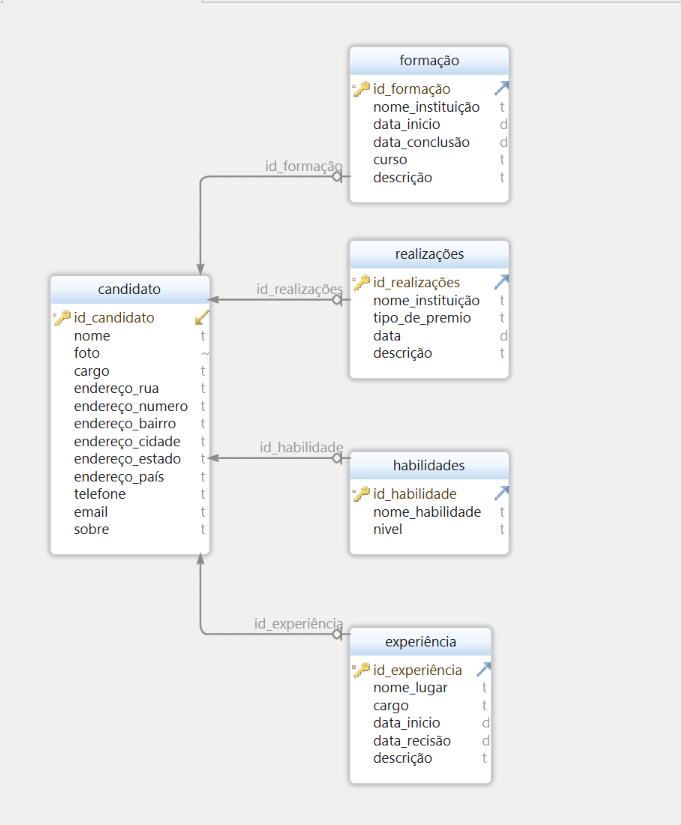 formação
id_formação
nome_instituição t
data_inicio d
data_conclusão d
curso t
descrição t
id_formação
realizações
id_realizações
nome_instituição t
tipo_de_premio t
data d
descrição t
id_realizações
candidato
id_candidato
nome t
foto ~
cargo t
endereço_rua t
endereço_numero t
endereço_bairro t
endereço_cidade t
endereço_estado t
endereço_país t
telefone t
email t
sobre t
id_habilidade
habilidades
id_habilidade
nome_habilidade t
nivel t
id_experiência
experiência
id_experiência
nome_lugar t
cargo t
data_inicio d
data_recisão d
descrição t